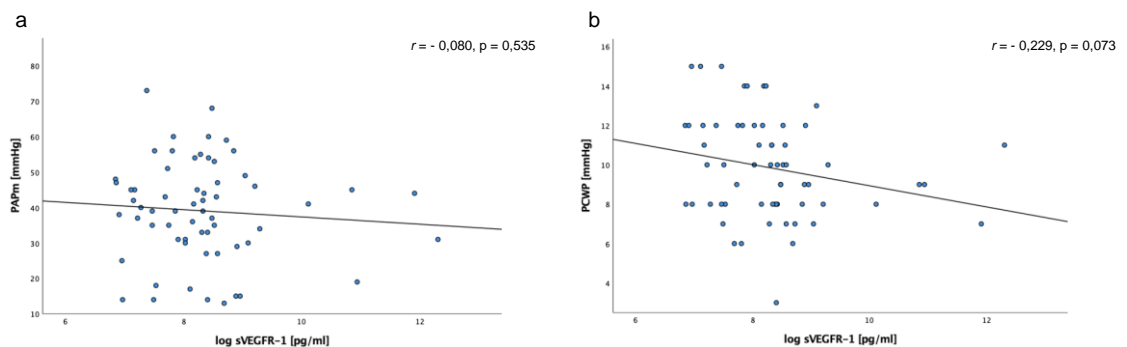 a
r = - 0,080, p = 0,535
80
70
60
50
40
30
20
10
PAPm [mmHg]
6 8 10 12
log sVEGFR-1 [pg/ml]
b
r = - 0,229, p = 0,073
16
14
12
10
8
6
4
PCWP [mmHg]
6 8 10 12
log sVEGFR-1 [pg/ml]